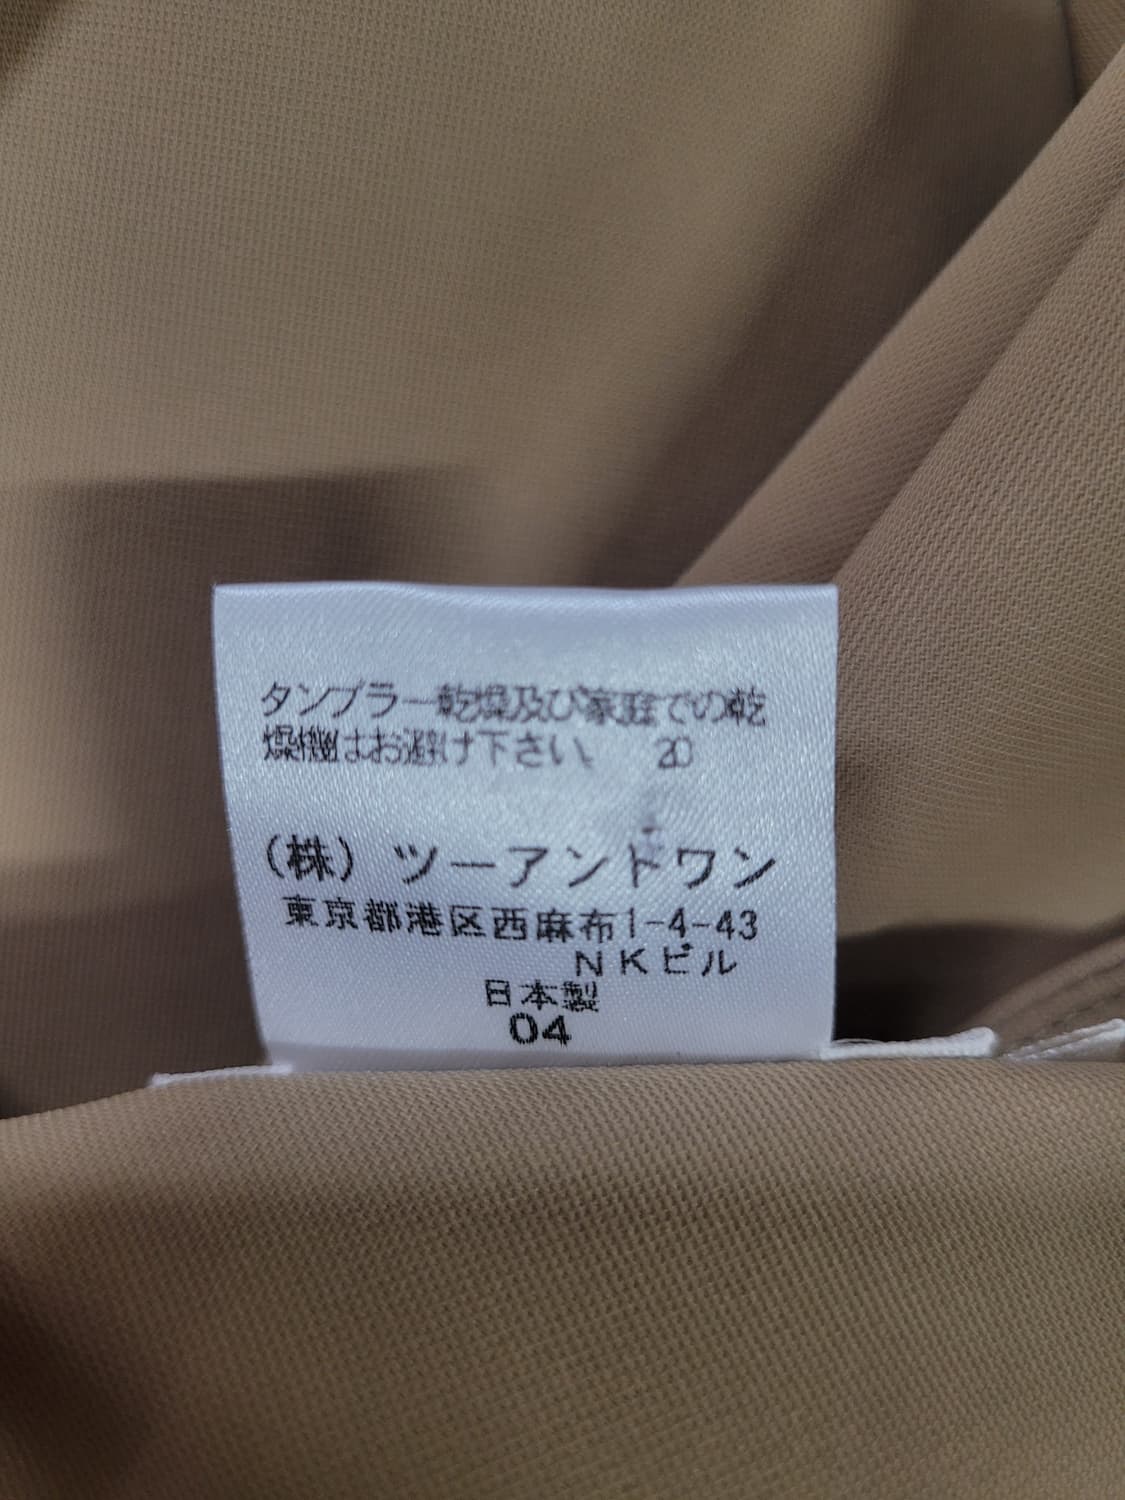 タンブラー乾燥及び家庭での乾
燥機はお避け下さい。 20
(株) ツーアンドワン
東京都港区西麻布1-4-43
NKビル
日本製
04